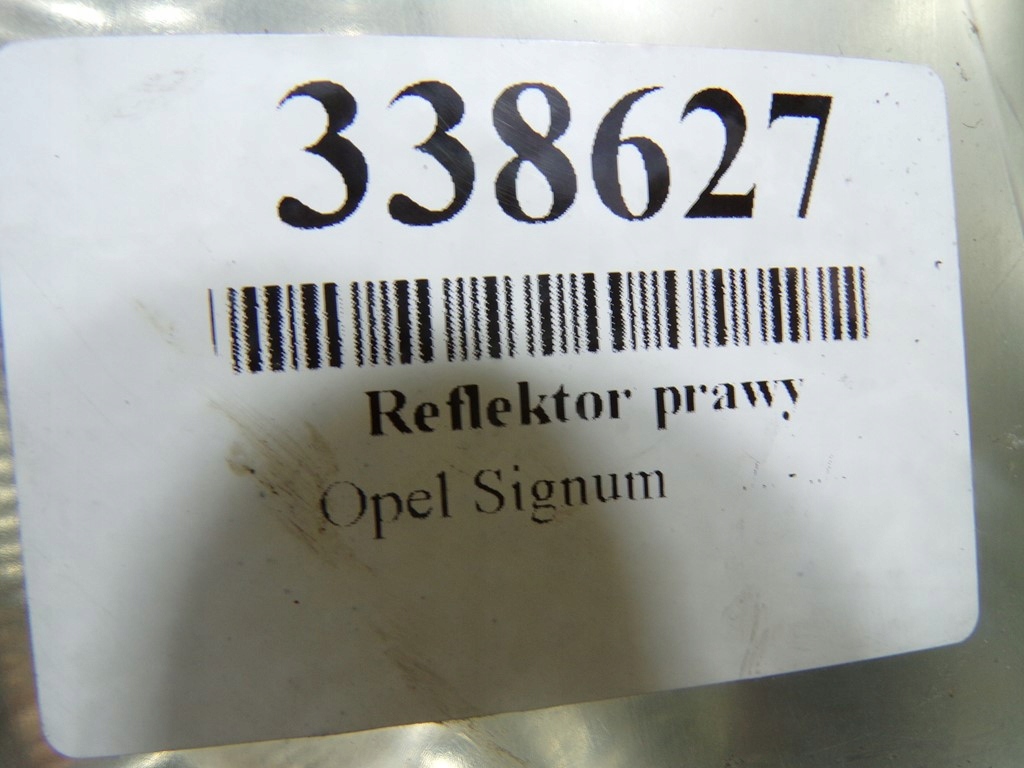 338627
Reflektor prawy
Opel Signum